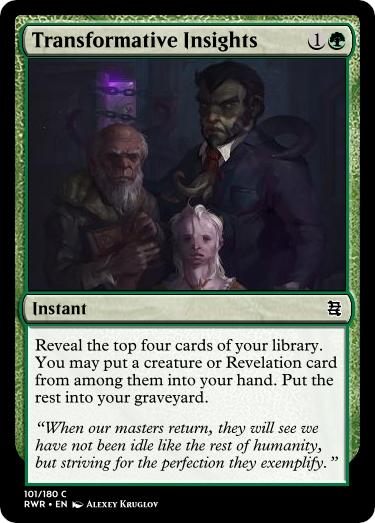 Transformative Insights 1
Instant
Reveal the top four cards of your library.
You may put a creature or Revelation card
from among them into your hand. Put the
rest into your graveyard.
“When our masters return, they will see we
have not been idle like the rest of humanity,
but striving for the perfection they exemplify.”
101/180 C
RWR • EN Alexey Kruglov